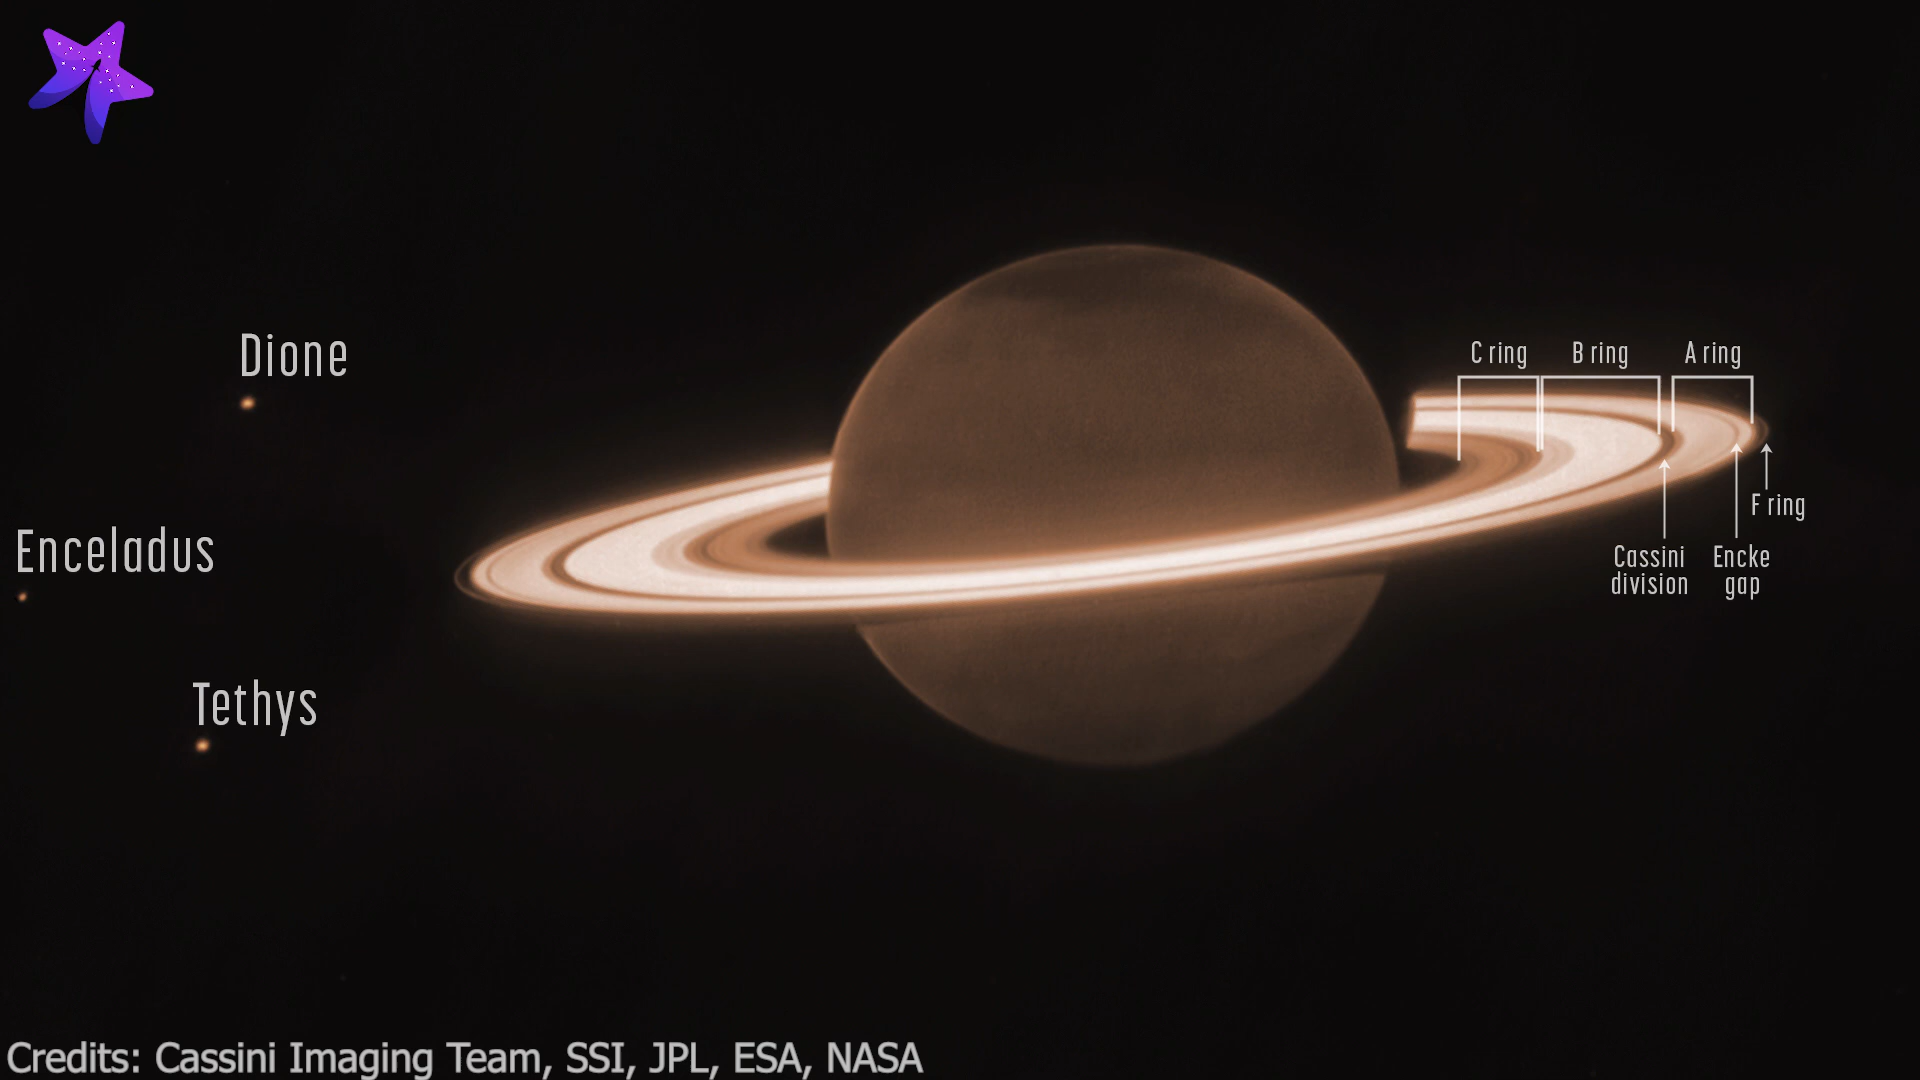 Dione
Enceladus
Tethys
C ring
B ring
A ring
F ring
Cassini
division
Encke
gap
Credits: Cassini Imaging Team, SSI, JPL, ESA, NASA